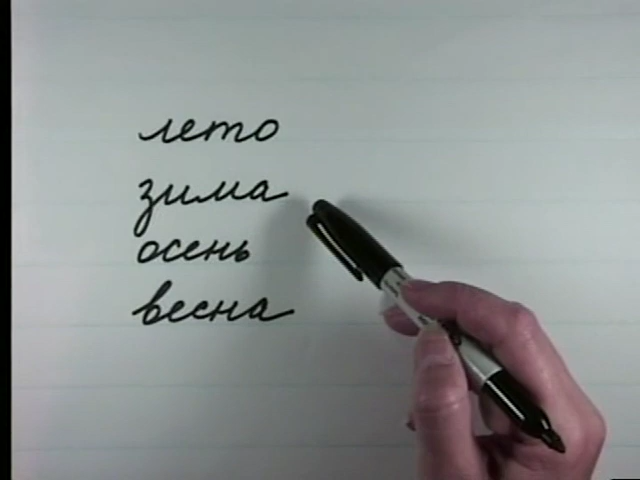 лето
зима
осень
весна